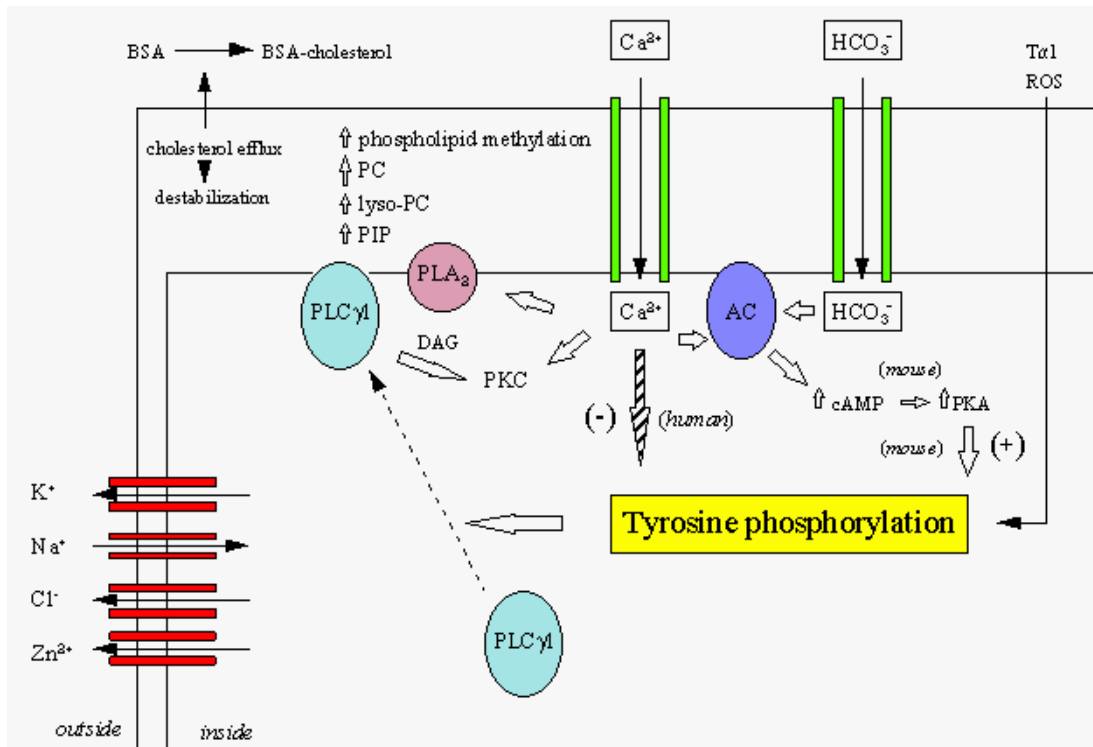 BSA BSA-cholesterol
Ca²⁺
HCO₃⁻
Tα1
ROS
cholesterol efflux
destabilization
phospholipid methylation
PC
lyso-PC
PIP
PLCγ1
PLA₂
Ca²⁺
AC
HCO₃⁻
DAG
PKC
(mouse)
cAMP
PKA
(-)
(human)
(mouse)
(+)
Tyrosine phosphorylation
K⁺
Na⁺
Cl⁻
Zn²⁺
PLCγ1
outside
inside